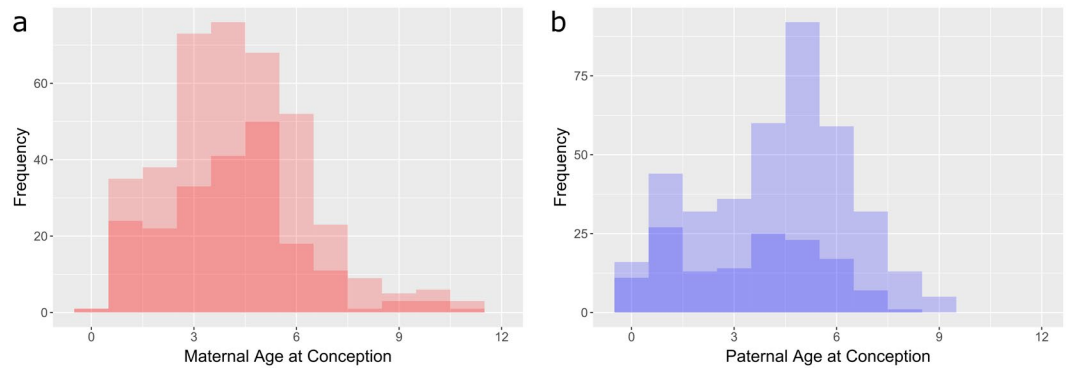 a
60
40
20
0
Frequency
0 3 6 9 12
Maternal Age at Conception
b
75
50
25
0
Frequency
0 3 6 9 12
Paternal Age at Conception